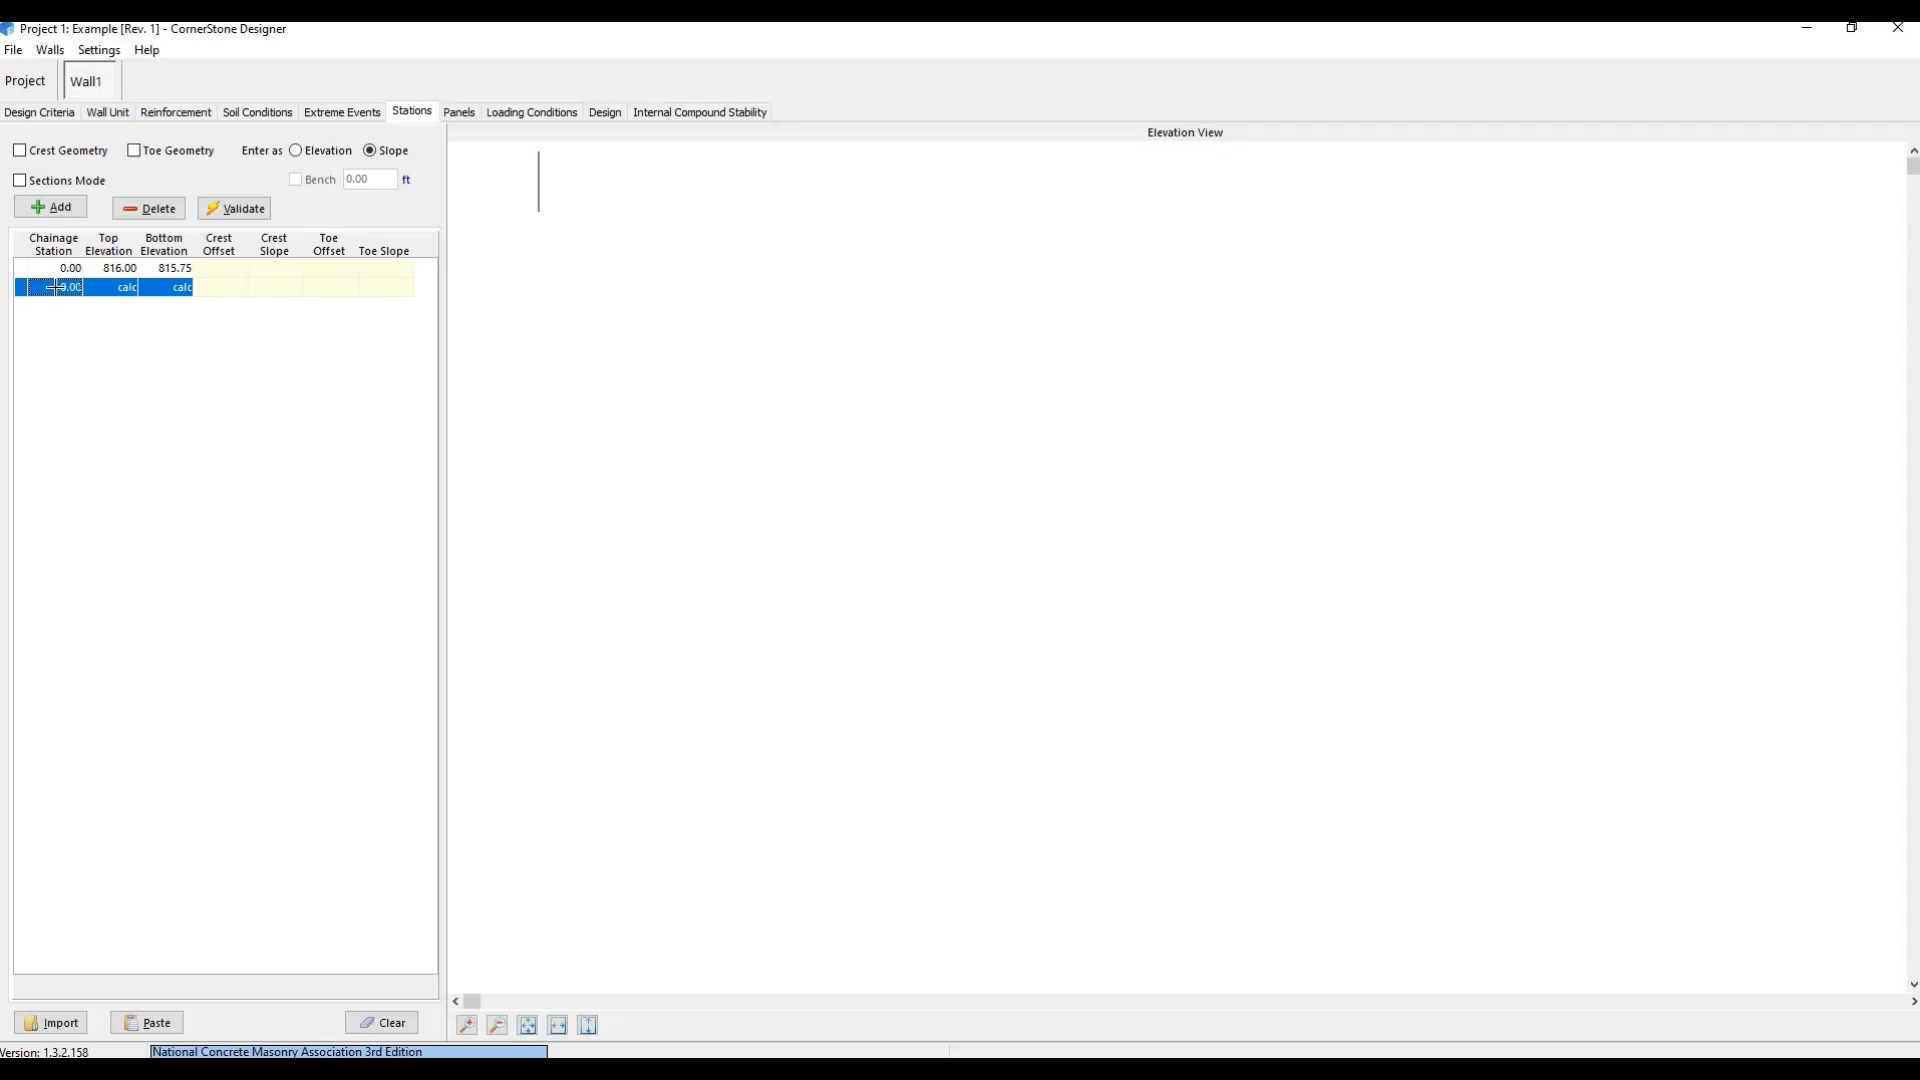 Project 1: Example [Rev. 1] - CornerStone Designer
File Walls Settings Help
Project Wall1
Design Criteria Wall Unit Reinforcement Soil Conditions Extreme Events Stations Panels Loading Conditions Design Internal Compound Stability
Elevation View
Crest Geometry Toe Geometry Enter as Elevation Slope
Sections Mode Bench 0.00 ft
Add Delete Validate
Chainage Top Bottom Crest Crest Toe
Station Elevation Elevation Offset Slope Offset Toe Slope
0.00 816.00 815.75
calc calc
Import Paste Clear
Version: 1.3.2.158 National Concrete Masonry Association 3rd Edition